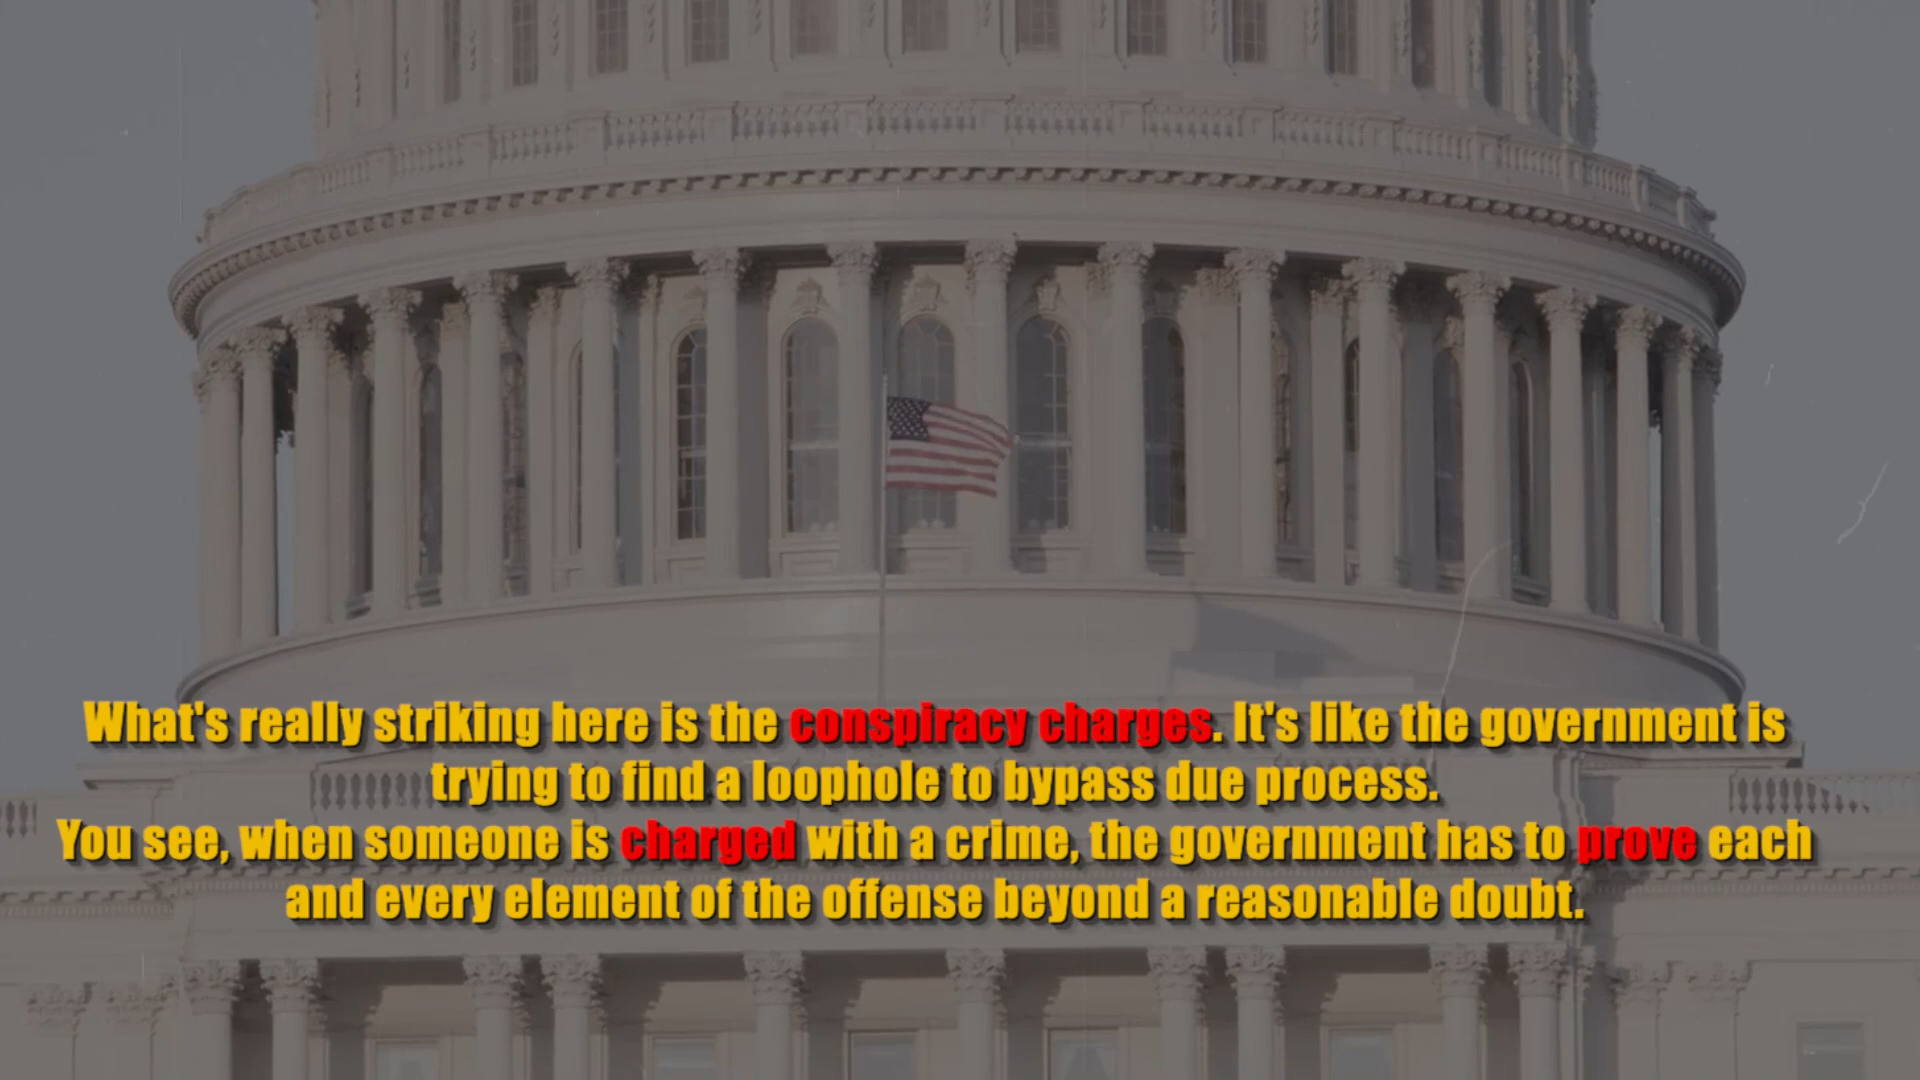 What's really striking here is the conspiracy charges. It's like the government is
trying to find a loophole to bypass due process.
You see, when someone is charged with a crime, the government has to prove each
and every element of the offense beyond a reasonable doubt.